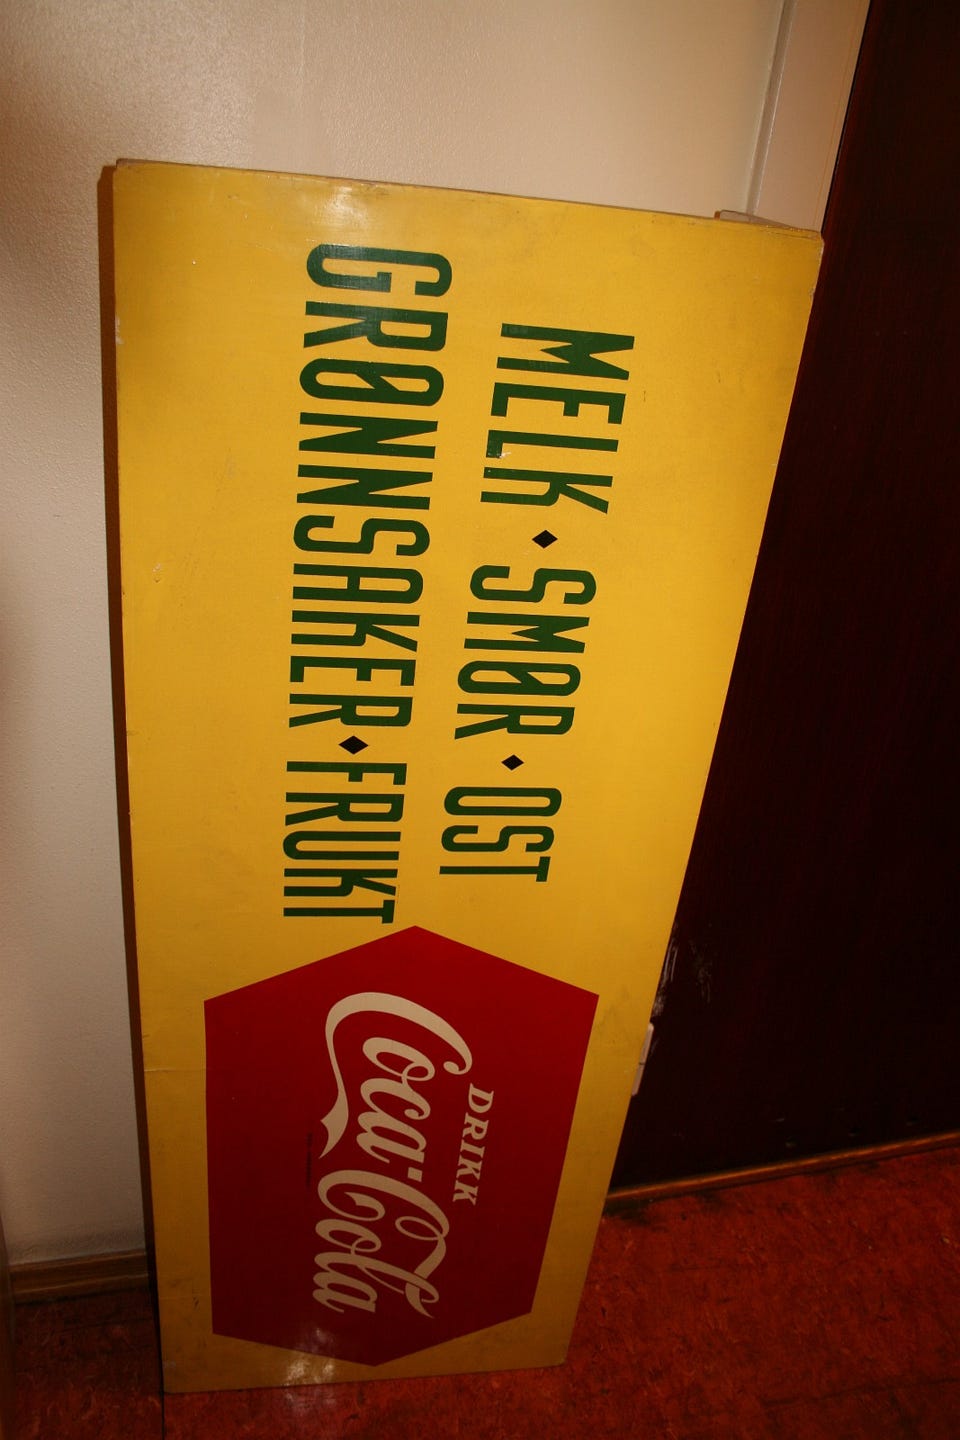 MELK ♦ SMØR ♦ OST
GRØNNSAKER ♦ FRUKT
DRIKK
Coca-Cola